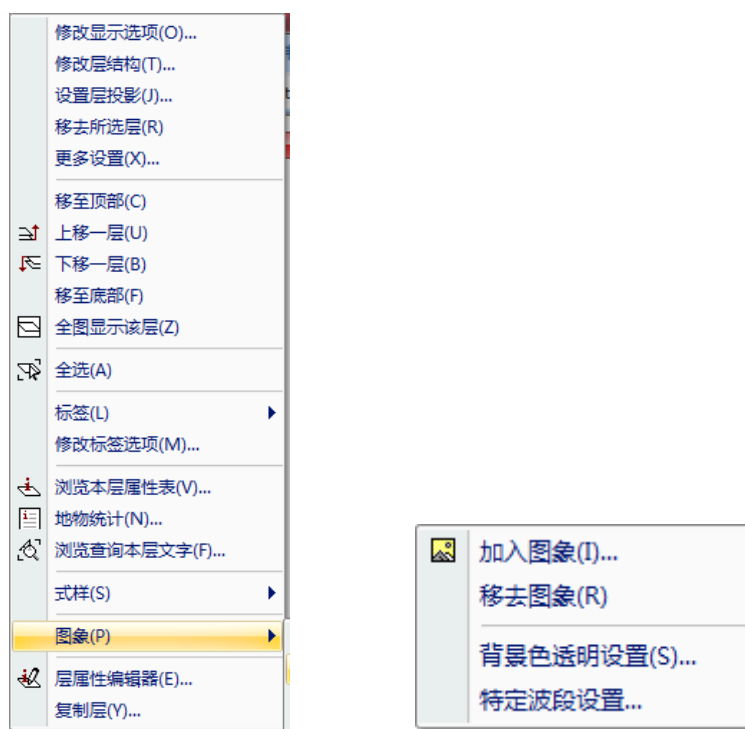 修改显示选项(O)...
修改层结构(T)...
设置层投影(J)...
移去所选层(R)
更多设置(X)...
移至顶部(C)
上移一层(U)
下移一层(B)
移至底部(F)
全图显示该层(Z)
全选(A)
标签(L)
修改标签选项(M)...
浏览本层属性表(V)...
地物统计(N)...
浏览查询本层文字(F)...
式样(S)
图象(P)
层属性编辑器(E)...
复制层(Y)...
加入图象(I)...
移去图象(R)
背景色透明设置(S)...
特定波段设置...